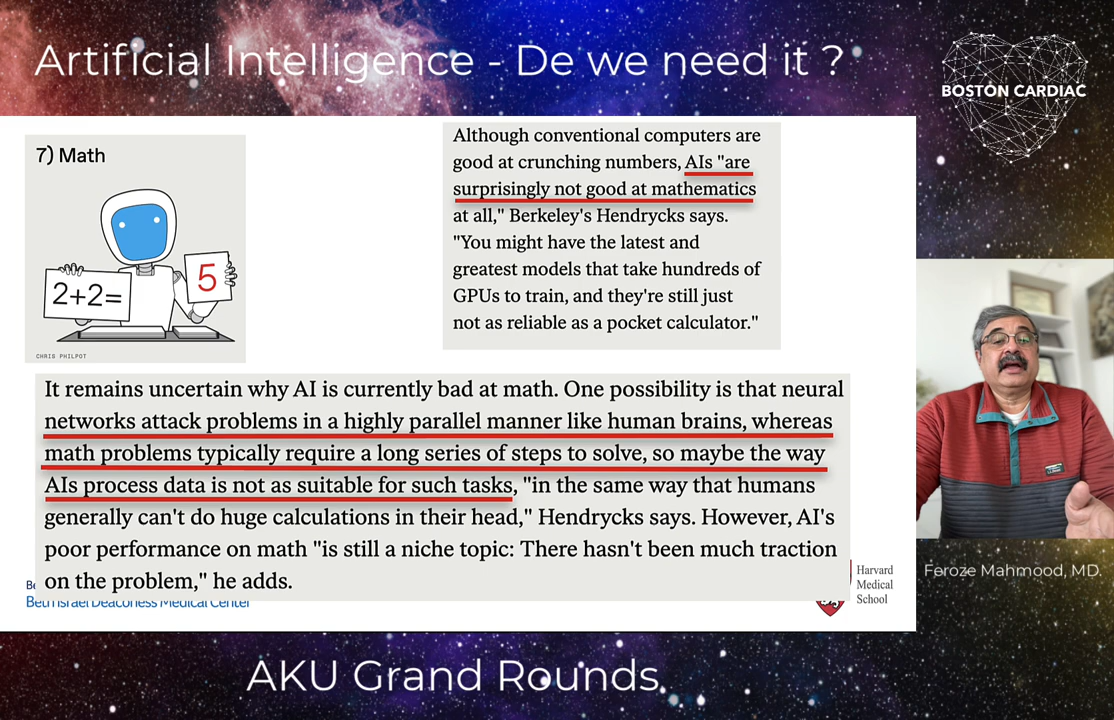 Artificial Intelligence - De we need it ?
BOSTON CARDIAC
7) Math
2+2=
5
CHRIS PHILPOT
Although conventional computers are
good at crunching numbers, AIs "are
surprisingly not good at mathematics
at all," Berkeley's Hendrycks says.
"You might have the latest and
greatest models that take hundreds of
GPUs to train, and they're still just
not as reliable as a pocket calculator."
It remains uncertain why AI is currently bad at math. One possibility is that neural
networks attack problems in a highly parallel manner like human brains, whereas
math problems typically require a long series of steps to solve, so maybe the way
AIs process data is not as suitable for such tasks, "in the same way that humans
generally can't do huge calculations in their head," Hendrycks says. However, AI's
poor performance on math "is still a niche topic: There hasn't been much traction
on the problem," he adds.
Be
Beth Israel Deaconess Medical Center
Harvard
Medical
School
Feroze Mahmood, MD.
AKU Grand Rounds